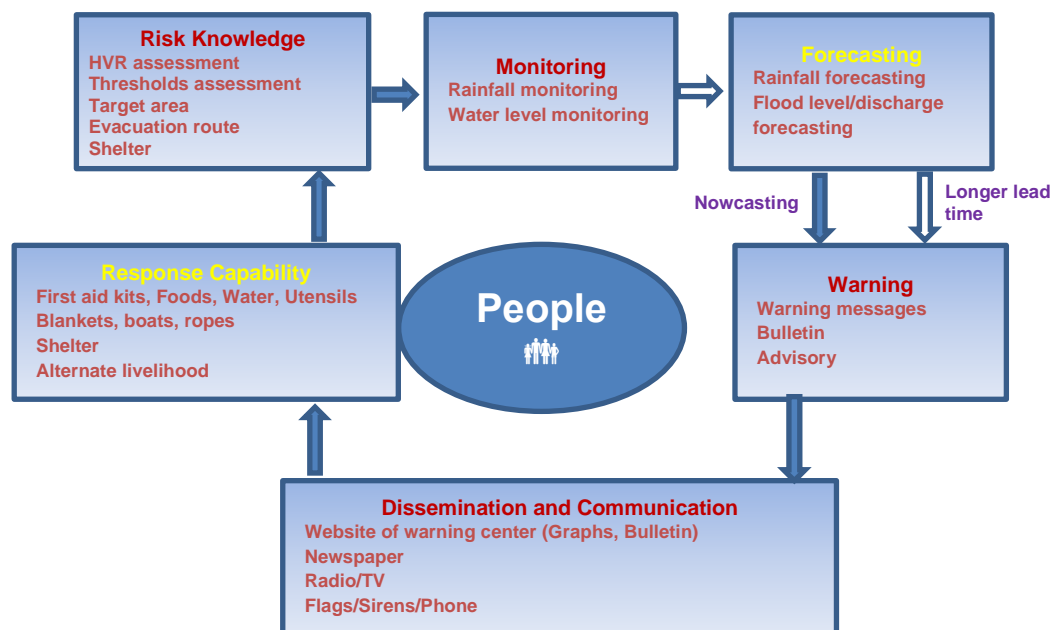 Risk Knowledge
HVR assessment
Thresholds assessment
Target area
Evacuation route
Shelter
Monitoring
Rainfall monitoring
Water level monitoring
Forecasting
Rainfall forecasting
Flood level/discharge
forecasting
Nowcasting
Longer lead
time
Response Capability
First aid kits, Foods, Water, Utensils
Blankets, boats, ropes
Shelter
Alternate livelihood
People
Warning
Warning messages
Bulletin
Advisory
Dissemination and Communication
Website of warning center (Graphs, Bulletin)
Newspaper
Radio/TV
Flags/Sirens/Phone